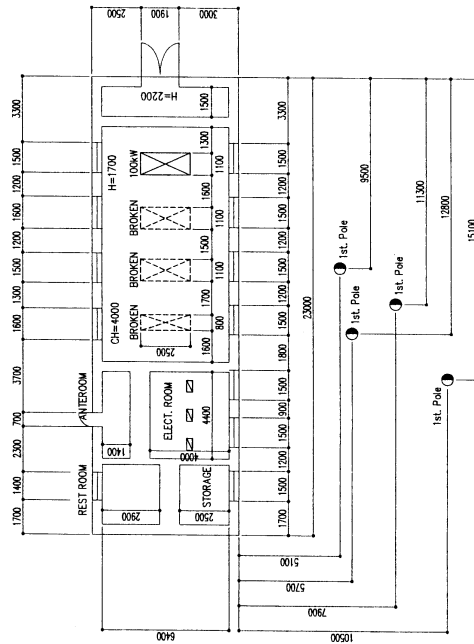 1700 1400 2300 700 3700 1600 1300 1500 1200 1600 1200 1500 3300
2500
1900
3000
REST ROOM
ANTEROOM
CH=4000
H=1700
H=2200
BROKEN
BROKEN
BROKEN
100kW
2900
1400
ELECT. ROOM
4000
4400
2500
STORAGE
2500
1600 800 1700 1100 1500 1100 1600 1100 1300
1500
6400
1700 1500 1200 1500 900 1500 1800 1500 1200 1500 1200 1500 1200 1500 3300
23000
5100
9500
1st. Pole
5700
12800
1st. Pole
7900
11300
1st. Pole
10500
15100
1st. Pole